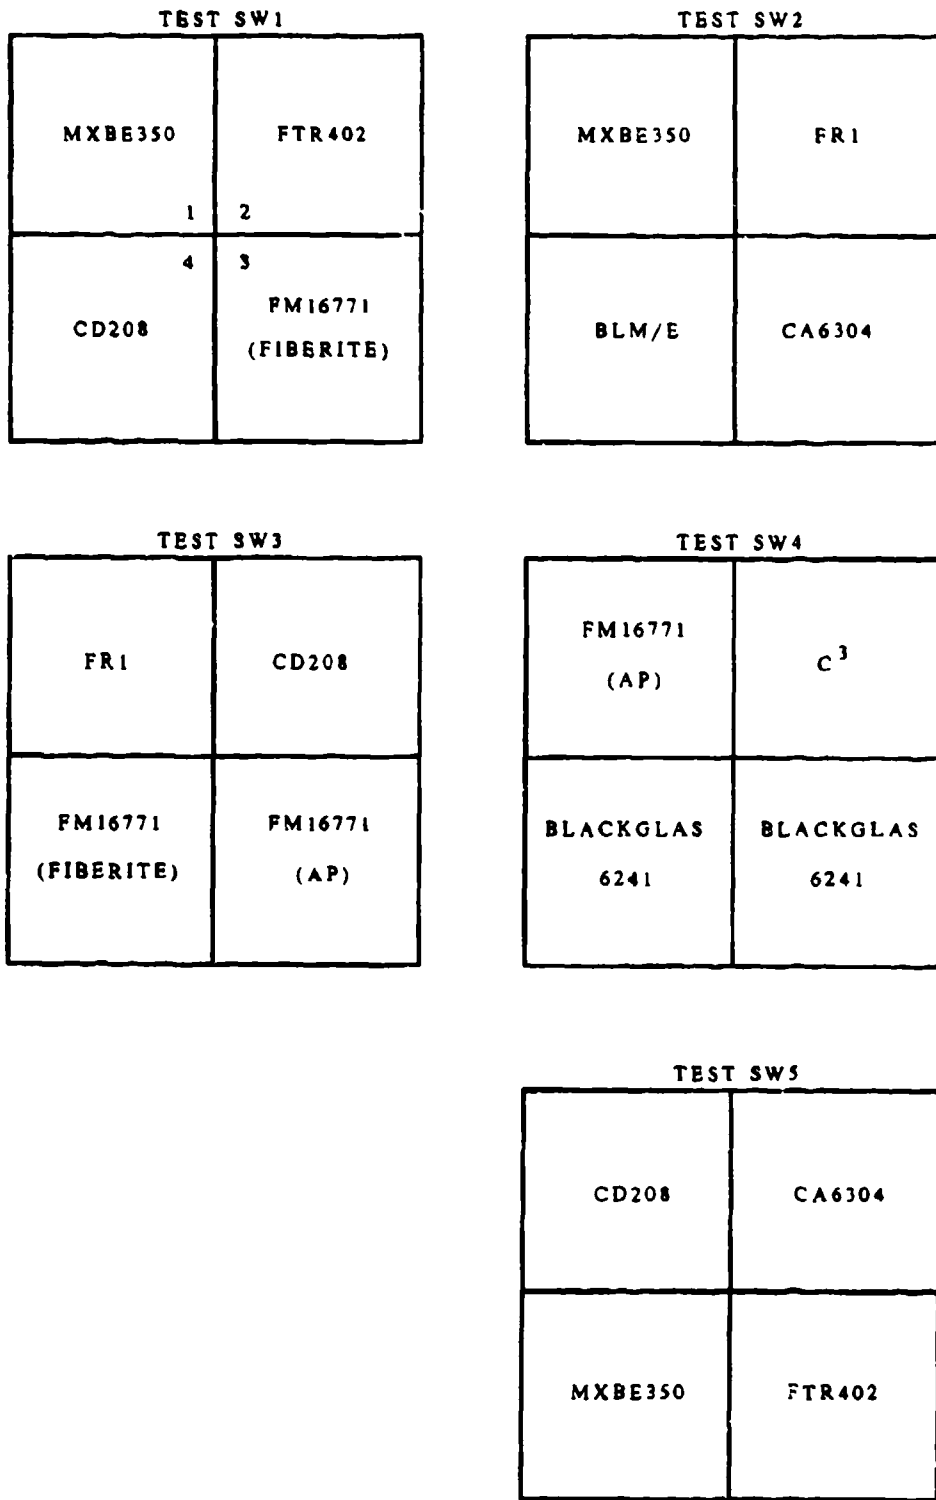 TEST SW1
MXBE350
FTR402
1
2
4
3
CD208
FM16771
(FIBERITE)
TEST SW2
MXBE350
FR1
BLM/E
CA6304
TEST SW3
FR1
CD208
FM16771
(FIBERITE)
FM16771
(AP)
TEST SW4
FM16771
(AP)
C³
BLACKGLAS
6241
BLACKGLAS
6241
TEST SW5
CD208
CA6304
MXBE350
FTR402